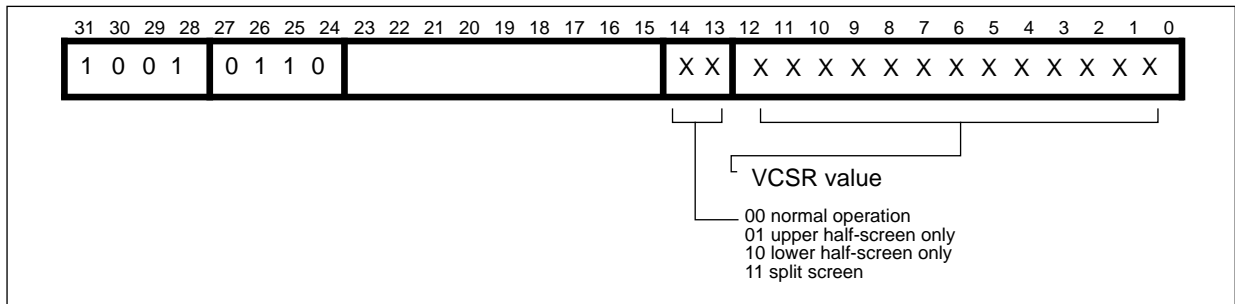 31 30 29 28 27 26 25 24 23 22 21 20 19 18 17 16 15 14 13 12 11 10 9 8 7 6 5 4 3 2 1 0
1 0 0 1 0 1 1 0 X X X X X X X X X X X X X X X
VCSR value
00 normal operation
01 upper half-screen only
10 lower half-screen only
11 split screen